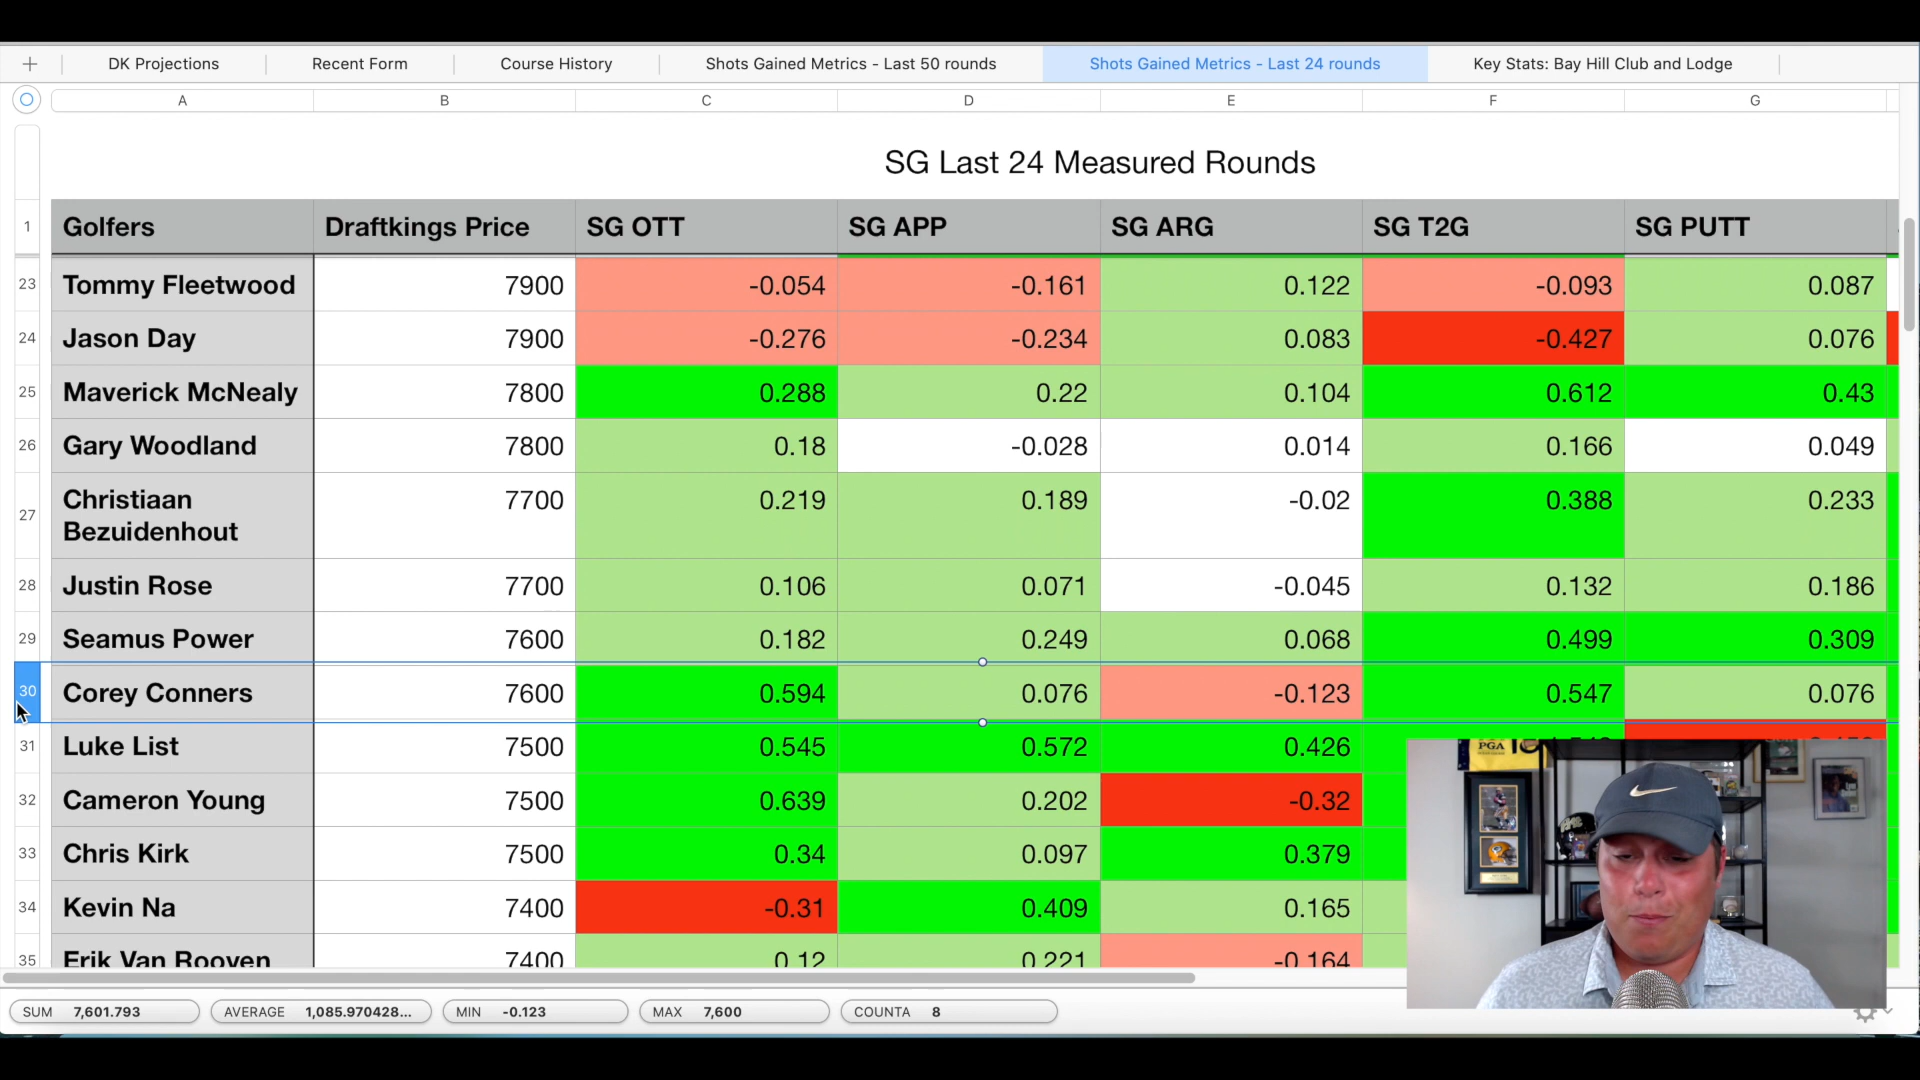 DK Projections Recent Form Course History Shots Gained Metrics - Last 50 rounds Shots Gained Metrics - Last 24 rounds Key Stats: Bay Hill Club and Lodge
A B C D E F G
SG Last 24 Measured Rounds
1 Golfers Draftkings Price SG OTT SG APP SG ARG SG T2G SG PUTT
23 Tommy Fleetwood 7900 -0.054 -0.161 0.122 -0.093 0.087
24 Jason Day 7900 -0.276 -0.234 0.083 -0.427 0.076
25 Maverick McNealy 7800 0.288 0.22 0.104 0.612 0.43
26 Gary Woodland 7800 0.18 -0.028 0.014 0.166 0.049
27 Christiaan Bezuidenhout 7700 0.219 0.189 -0.02 0.388 0.233
28 Justin Rose 7700 0.106 0.071 -0.045 0.132 0.186
29 Seamus Power 7600 0.182 0.249 0.068 0.499 0.309
30 Corey Conners 7600 0.594 0.076 -0.123 0.547 0.076
31 Luke List 7500 0.545 0.572 0.426
32 Cameron Young 7500 0.639 0.202 -0.32
33 Chris Kirk 7500 0.34 0.097 0.379
34 Kevin Na 7400 -0.31 0.409 0.165
35 Erik Van Rooyen 7400 0.12 0.221 -0.164
PGA
SUM 7,601.793 AVERAGE 1,085.970428... MIN -0.123 MAX 7,600 COUNTA 8